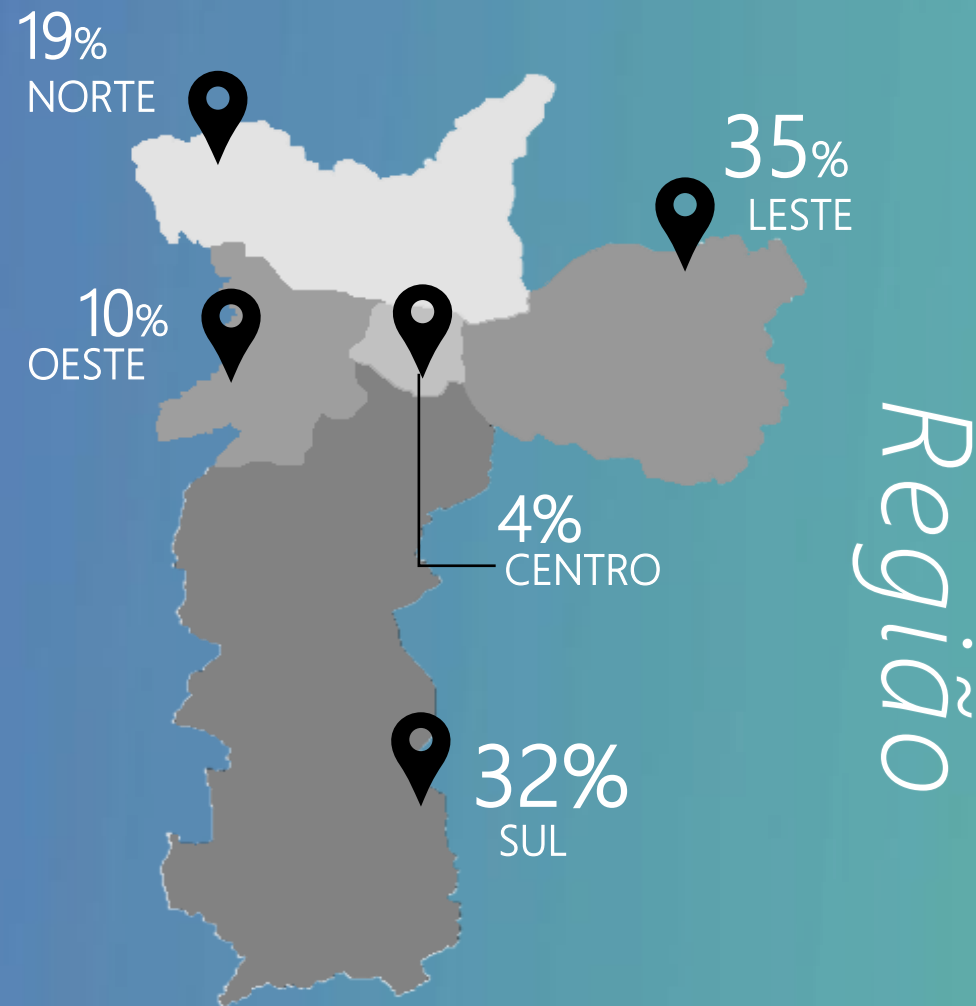 19%
NORTE
35%
LESTE
10%
OESTE
4%
CENTRO
32%
SUL
Região